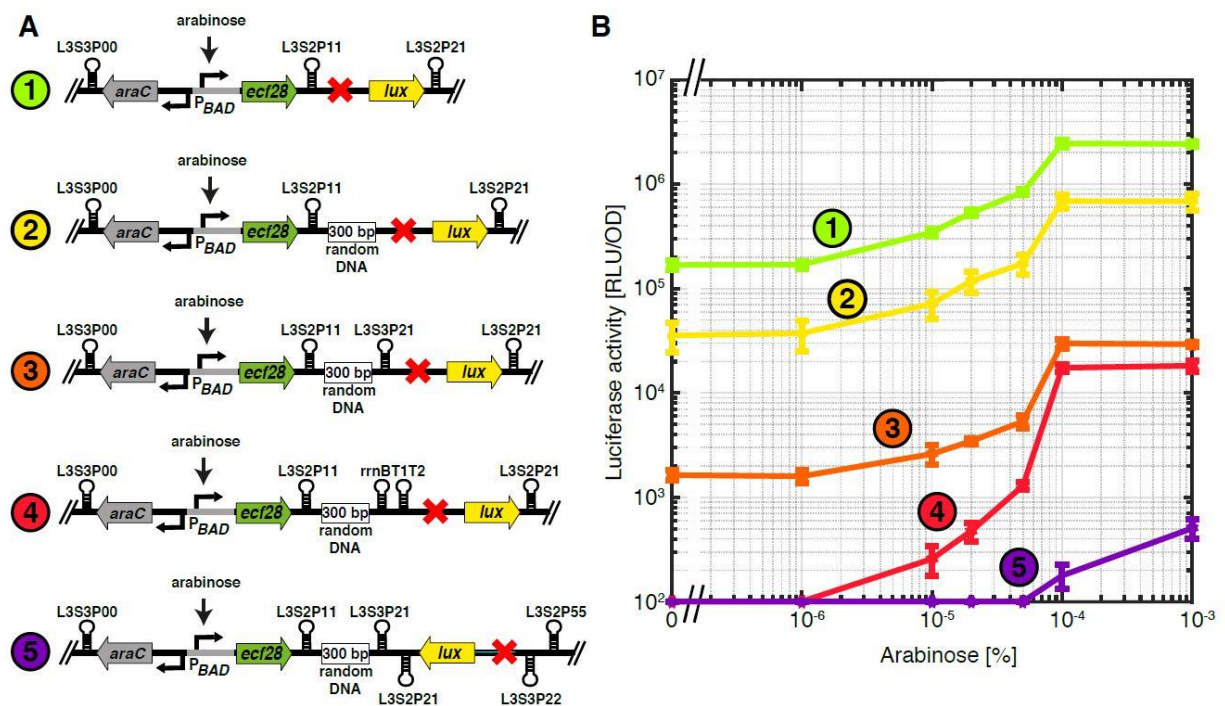 A
arabinose
L3S3P00 L3S2P11 L3S2P21
1 araC PBAD ecf28 lux
arabinose
L3S3P00 L3S2P11 L3S2P21
2 araC PBAD ecf28 300 bp lux
random
DNA
arabinose
L3S3P00 L3S2P11 L3S3P21 L3S2P21
3 araC PBAD ecf28 300 bp lux
random
DNA
arabinose
L3S3P00 L3S2P11 rrnBT1T2 L3S2P21
4 araC PBAD ecf28 300 bp lux
random
DNA
arabinose
L3S3P00 L3S2P11 L3S3P21 L3S2P55
5 araC PBAD ecf28 300 bp lux
random
DNA
L3S2P21 L3S3P22
B
Luciferase activity [RLU/OD]
10⁷
10⁶
10⁵
10⁴
10³
10²
1
2
3
4
5
0 10⁻⁶ 10⁻⁵ 10⁻⁴ 10⁻³
Arabinose [%]